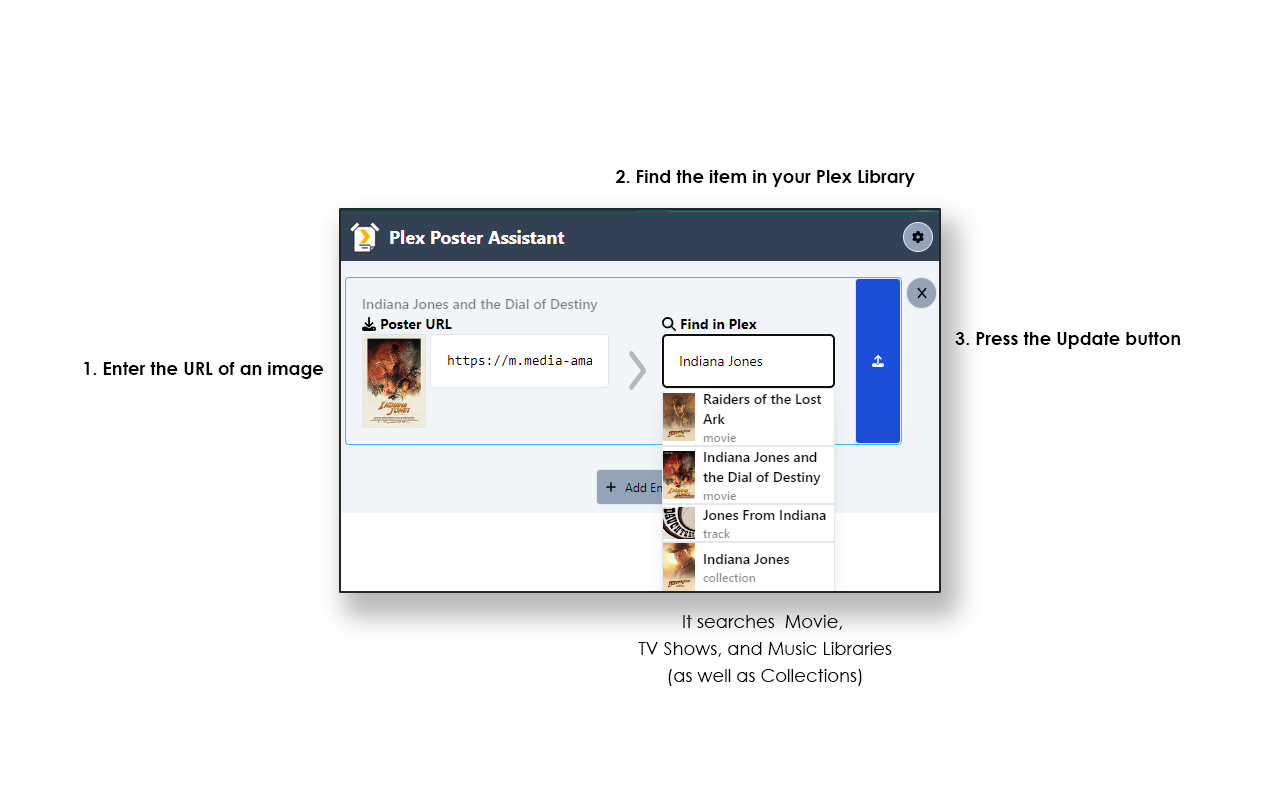 2. Find the item in your Plex Library
Plex Poster Assistant
Indiana Jones and the Dial of Destiny
Poster URL
Find in Plex
X
1. Enter the URL of an image
INDIANA
JONES
https://m.media-ama
Indiana Jones
3. Press the Update button
Raiders of the Lost
Ark
movie
Indiana Jones and
the Dial of Destiny
movie
+ Add En
Jones From Indiana
track
Indiana Jones
collection
It searches Movie,
TV Shows, and Music Libraries
(as well as Collections)